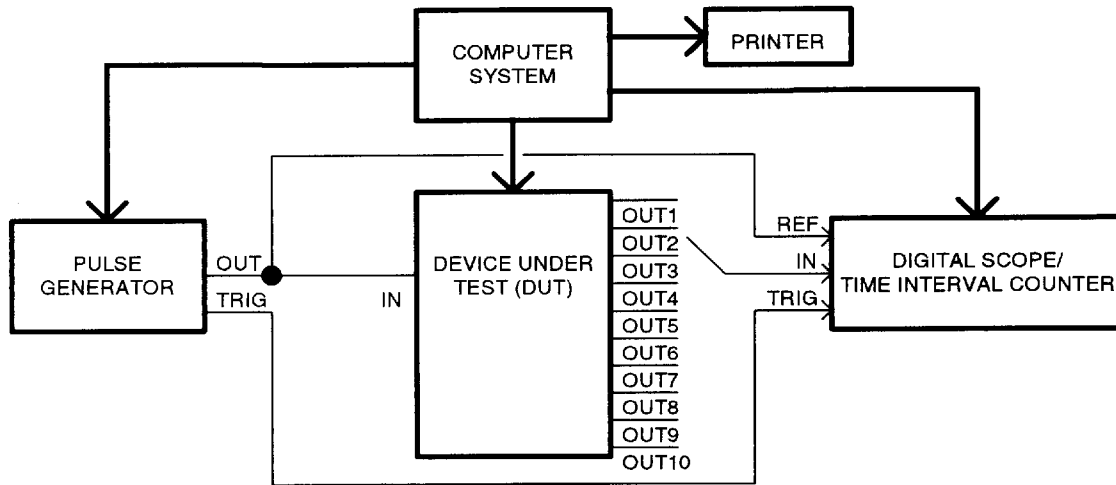 COMPUTER
SYSTEM
PRINTER
PULSE
GENERATOR
OUT
TRIG
IN
DEVICE UNDER
TEST (DUT)
OUT1
OUT2
OUT3
OUT4
OUT5
OUT6
OUT7
OUT8
OUT9
OUT10
REF
IN
TRIG
DIGITAL SCOPE/
TIME INTERVAL COUNTER